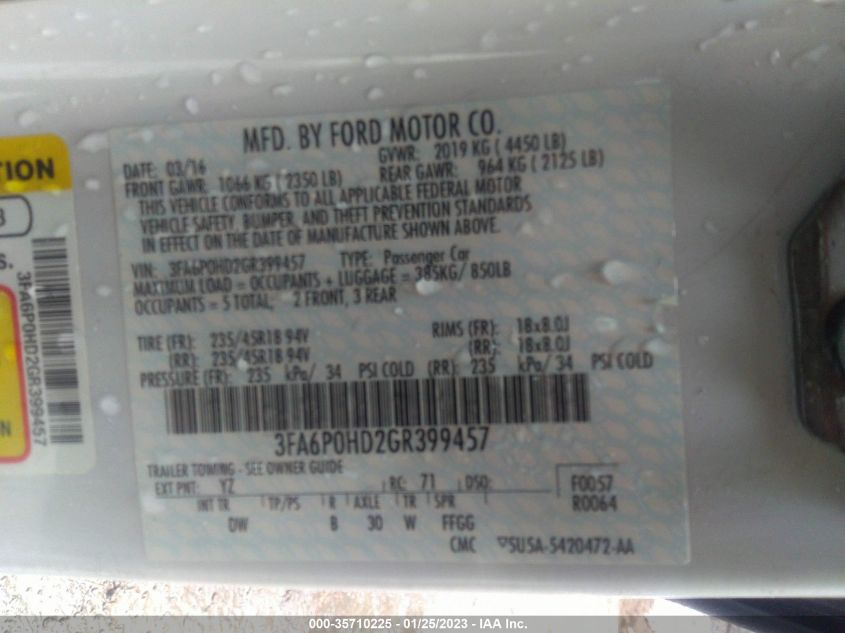 MFD. BY FORD MOTOR CO.
DATE: 03/16 GVWR: 2019 KG ( 4450 LB)
FRONT GAWR: 1066 KG ( 2350 LB) REAR GAWR: 964 KG ( 2125 LB)
THIS VEHICLE CONFORMS TO ALL APPLICABLE FEDERAL MOTOR
VEHICLE SAFETY, BUMPER, AND THEFT PREVENTION STANDARDS
IN EFFECT ON THE DATE OF MANUFACTURE SHOWN ABOVE.
VIN: 3FA6P0HD2GR399457 TYPE: Passenger Car
MAXIMUM LOAD = OCCUPANTS + LUGGAGE = 385KG/ 850LB
OCCUPANTS = 5 TOTAL; 2 FRONT, 3 REAR
TIRE (FR): 235/45R18 94V RIMS (FR): 18x8.0J
(RR): 235/45R18 94V (RR): 18x8.0J
PRESSURE (FR): 235 kPa/ 34 PSI COLD (RR): 235 kPa/ 34 PSI COLD
3FA6P0HD2GR399457
TRAILER TOWING - SEE OWNER GUIDE
EXT PNT: YZ RC: 71 DSO: F0057
INT TR TP/PS R AXLE TR SPR R0064
DW B 30 W FFGG
CMC SU5A-5420472-AA
TION
3
S.
3FA6P0HD2GR399457
N
000-35710225 - 01/25/2023 - IAA Inc.